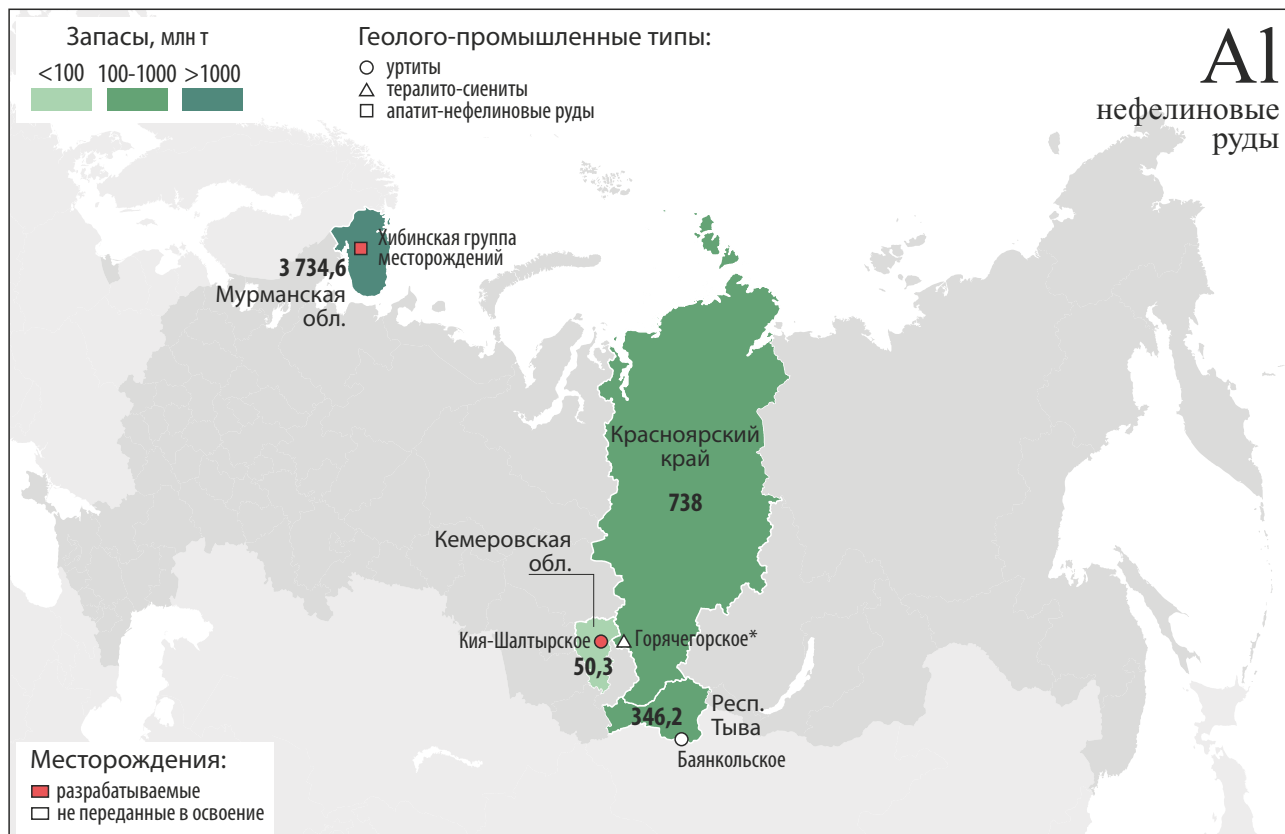 Запасы, млн т
<100 100-1000 >1000
Геолого-промышленные типы:
уртиты
тералито-сиениты
апатит-нефелиновые руды
Al
нефелиновые
руды
Хибинская группа
месторождений
3 734,6
Мурманская
обл.
Красноярский
край
738
Кемеровская
обл.
Кия-Шалтырское
Горячегорское*
50,3
346,2
Респ.
Тыва
Баянкольское
Месторождения:
разрабатываемые
не переданные в освоение